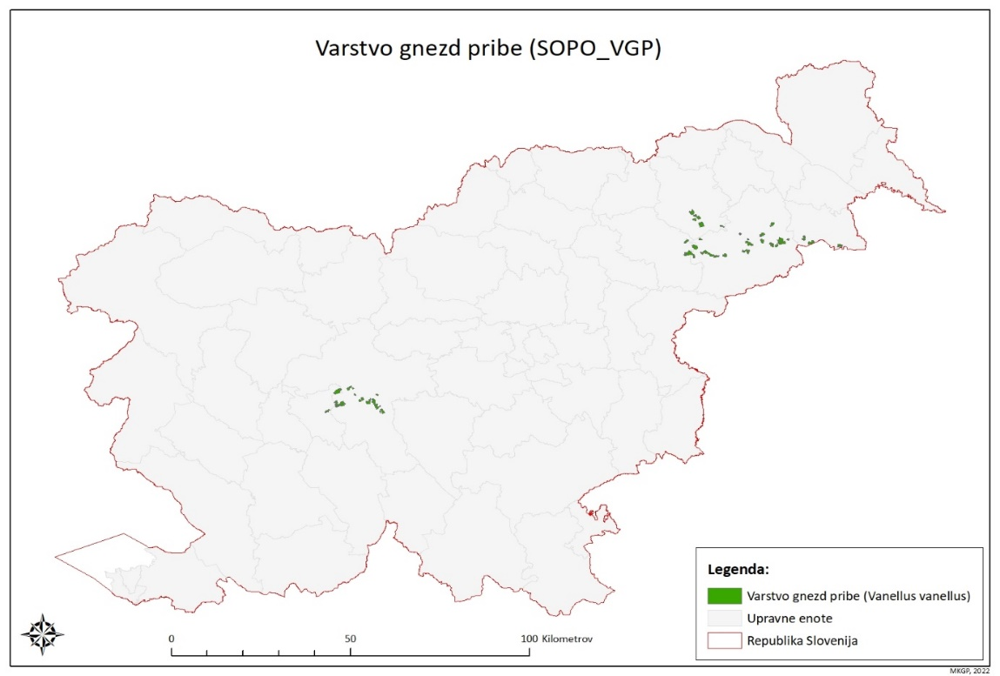 Varstvo gnezd pribe (SOPO_VGP)
Legenda:
Varstvo gnezd pribe (Vanellus vanellus)
Upravne enote
Republika Slovenija
0 50 100 Kilometrov
MKGP, 2022